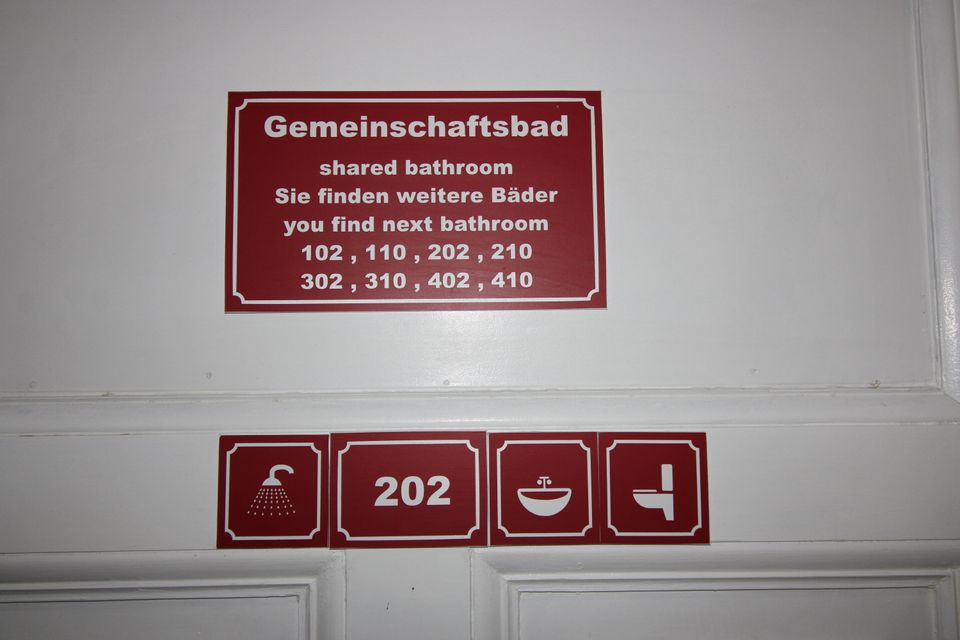 Gemeinschaftsbad
shared bathroom
Sie finden weitere Bäder
you find next bathroom
102 , 110 , 202 , 210
302 , 310 , 402 , 410
202